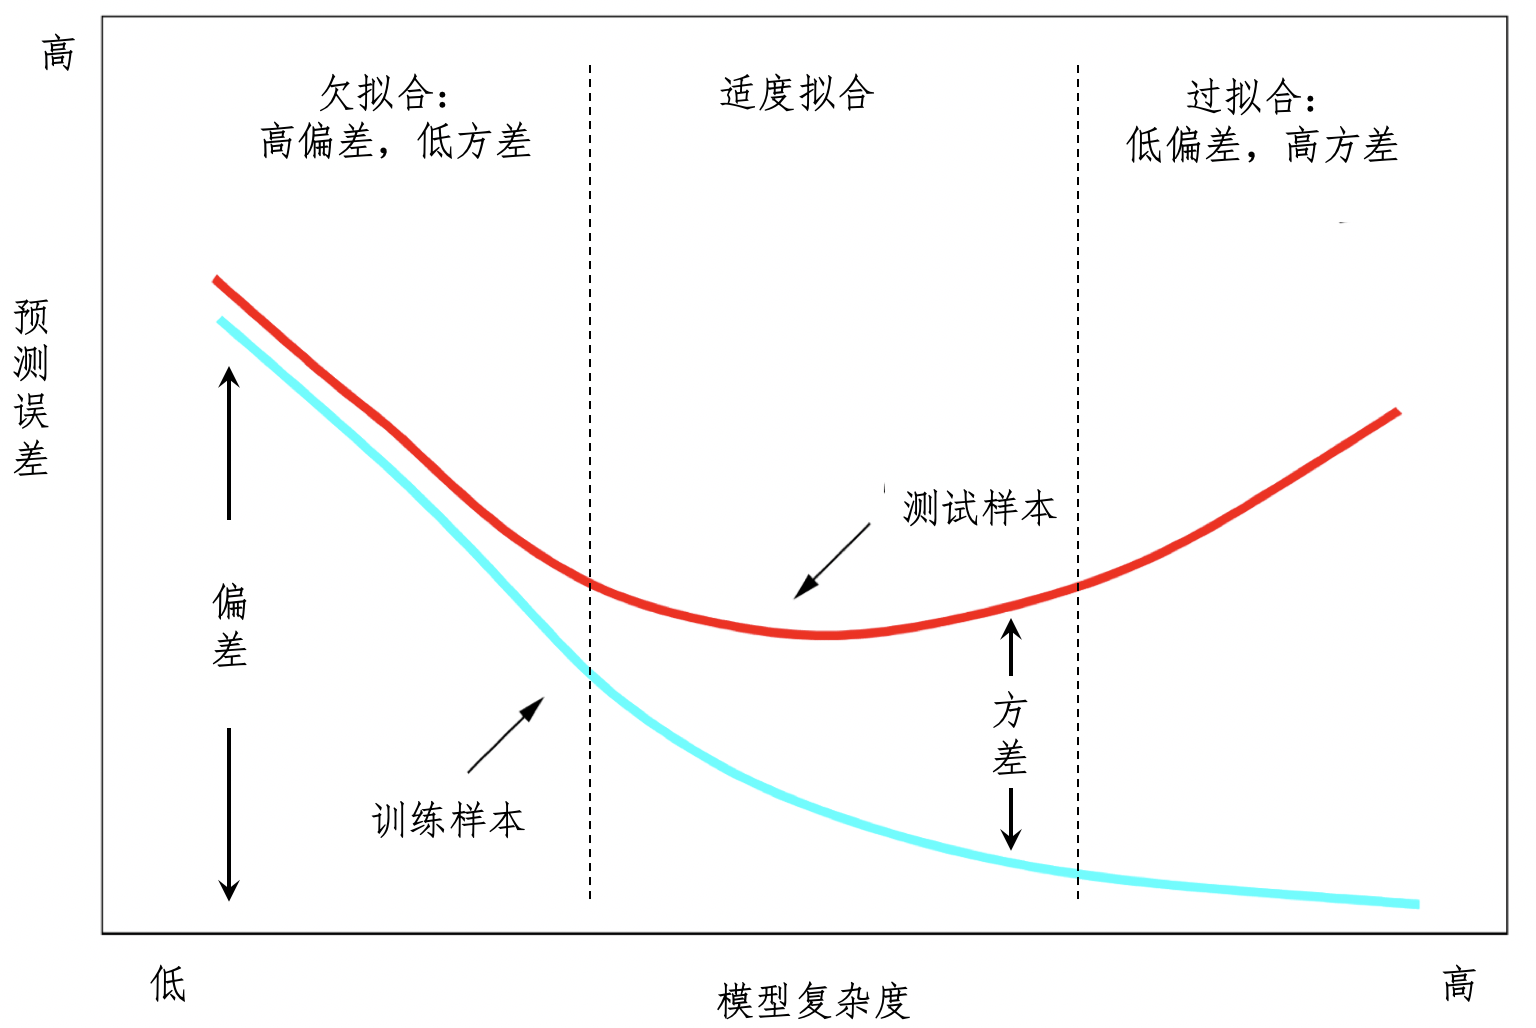 高
欠拟合：
高偏差，低方差
适度拟合
过拟合：
低偏差，高方差
预测误差
测试样本
偏差
方差
训练样本
低
模型复杂度
高